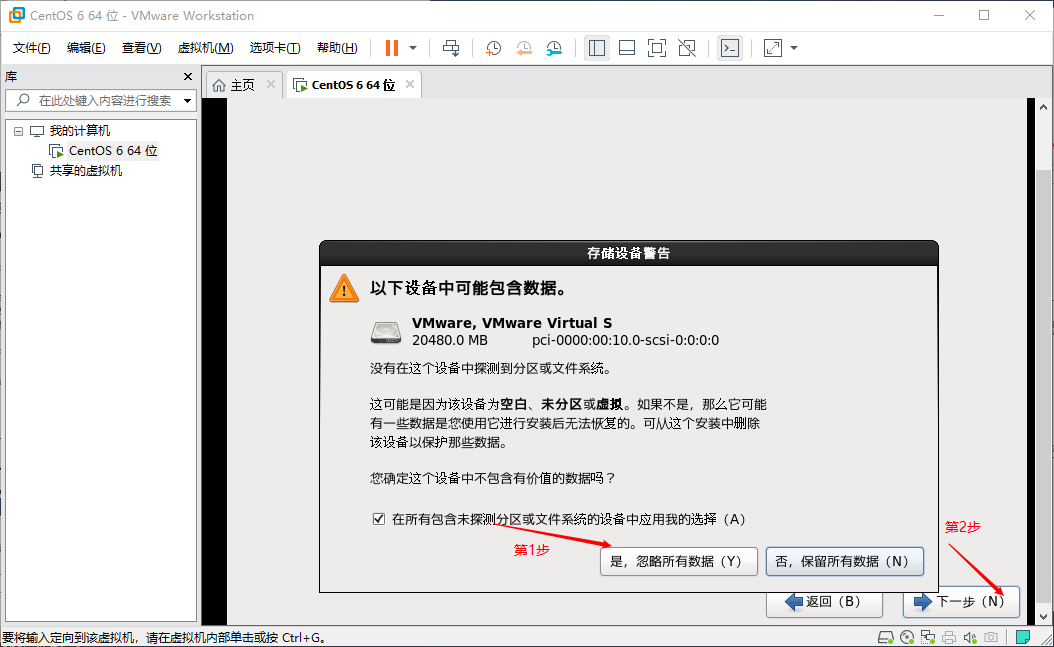 CentOS 6 64 位 - VMware Workstation
文件(F) 编辑(E) 查看(V) 虚拟机(M) 选项卡(T) 帮助(H)
库
在此处键入内容进行搜索
主页
CentOS 6 64 位
我的计算机
CentOS 6 64 位
共享的虚拟机
存储设备警告
以下设备中可能包含数据。
VMware, VMware Virtual S
20480.0 MB pci-0000:00:10.0-scsi-0:0:0:0
没有在这个设备中探测到分区或文件系统。
这可能是因为该设备为空白、未分区或虚拟。如果不是，那么它可能
有一些数据是您使用它进行安装后无法恢复的。可从这个安装中删除
该设备以保护那些数据。
您确定这个设备中不包含有价值的数据吗？
在所有包含未探测分区或文件系统的设备中应用我的选择（A）
第1步
第2步
是，忽略所有数据（Y） 否，保留所有数据（N）
返回（B） 下一步（N）
要将输入定向到该虚拟机，请在虚拟机内部单击或按 Ctrl+G。